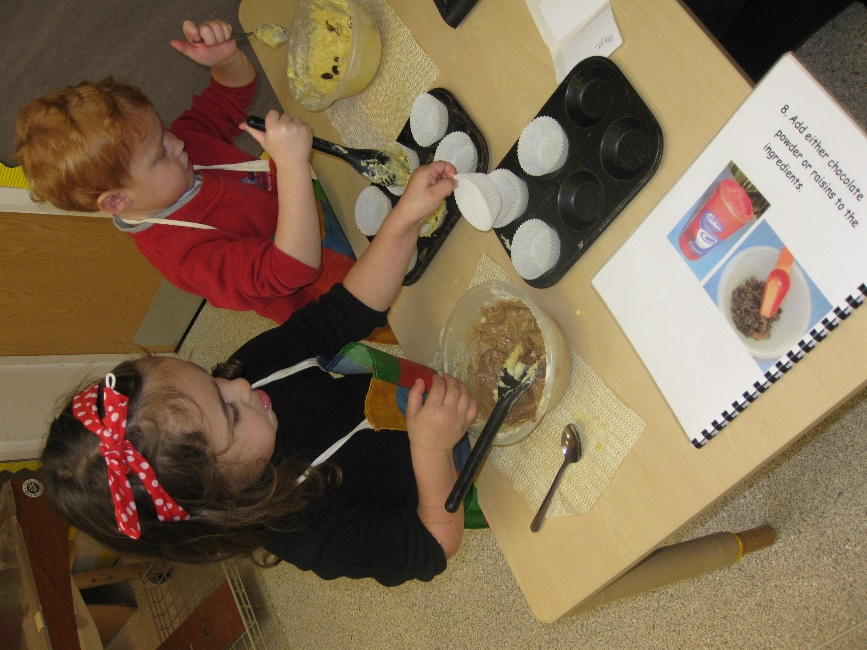 8. Add either chocolate
powder or raisins to the
ingredients.